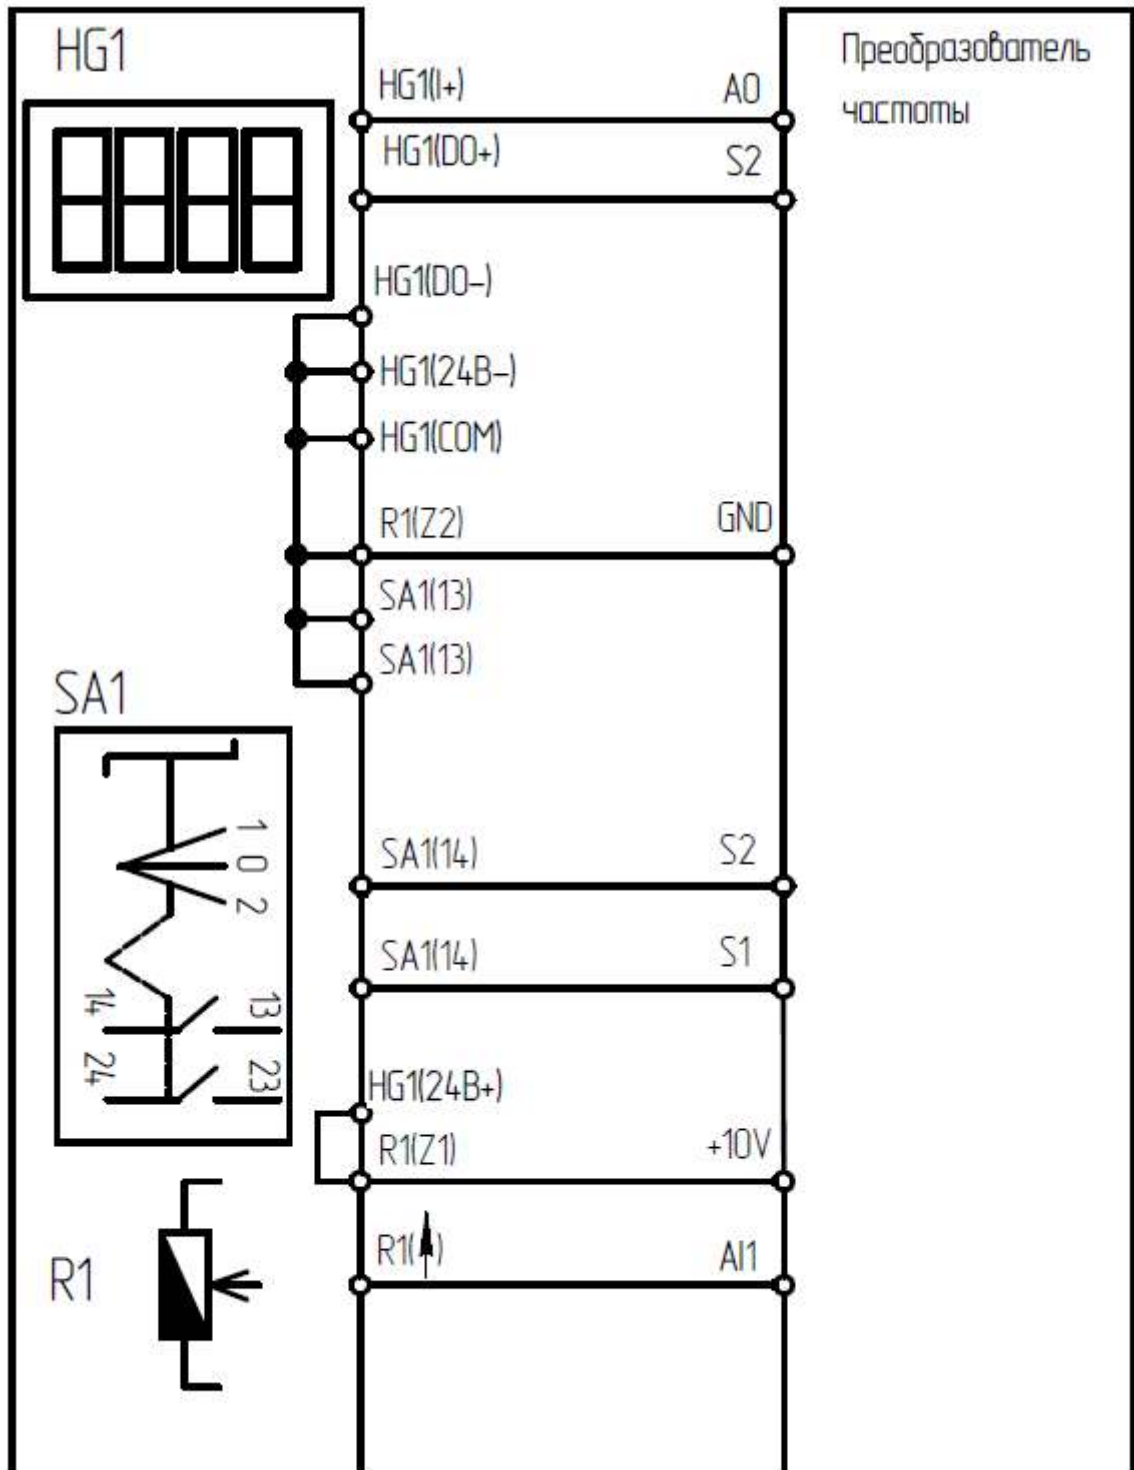 HG1
Преобразователь
частоты
HG1(I+)
AO
HG1(DO+)
S2
HG1(DO–)
HG1(24В–)
HG1(COM)
R1(Z2)
GND
SA1(13)
SA1(13)
SA1
1
0
2
SA1(14)
S2
SA1(14)
S1
14
13
24
23
HG1(24В+)
R1(Z1)
+10V
R1( )
AI1
R1